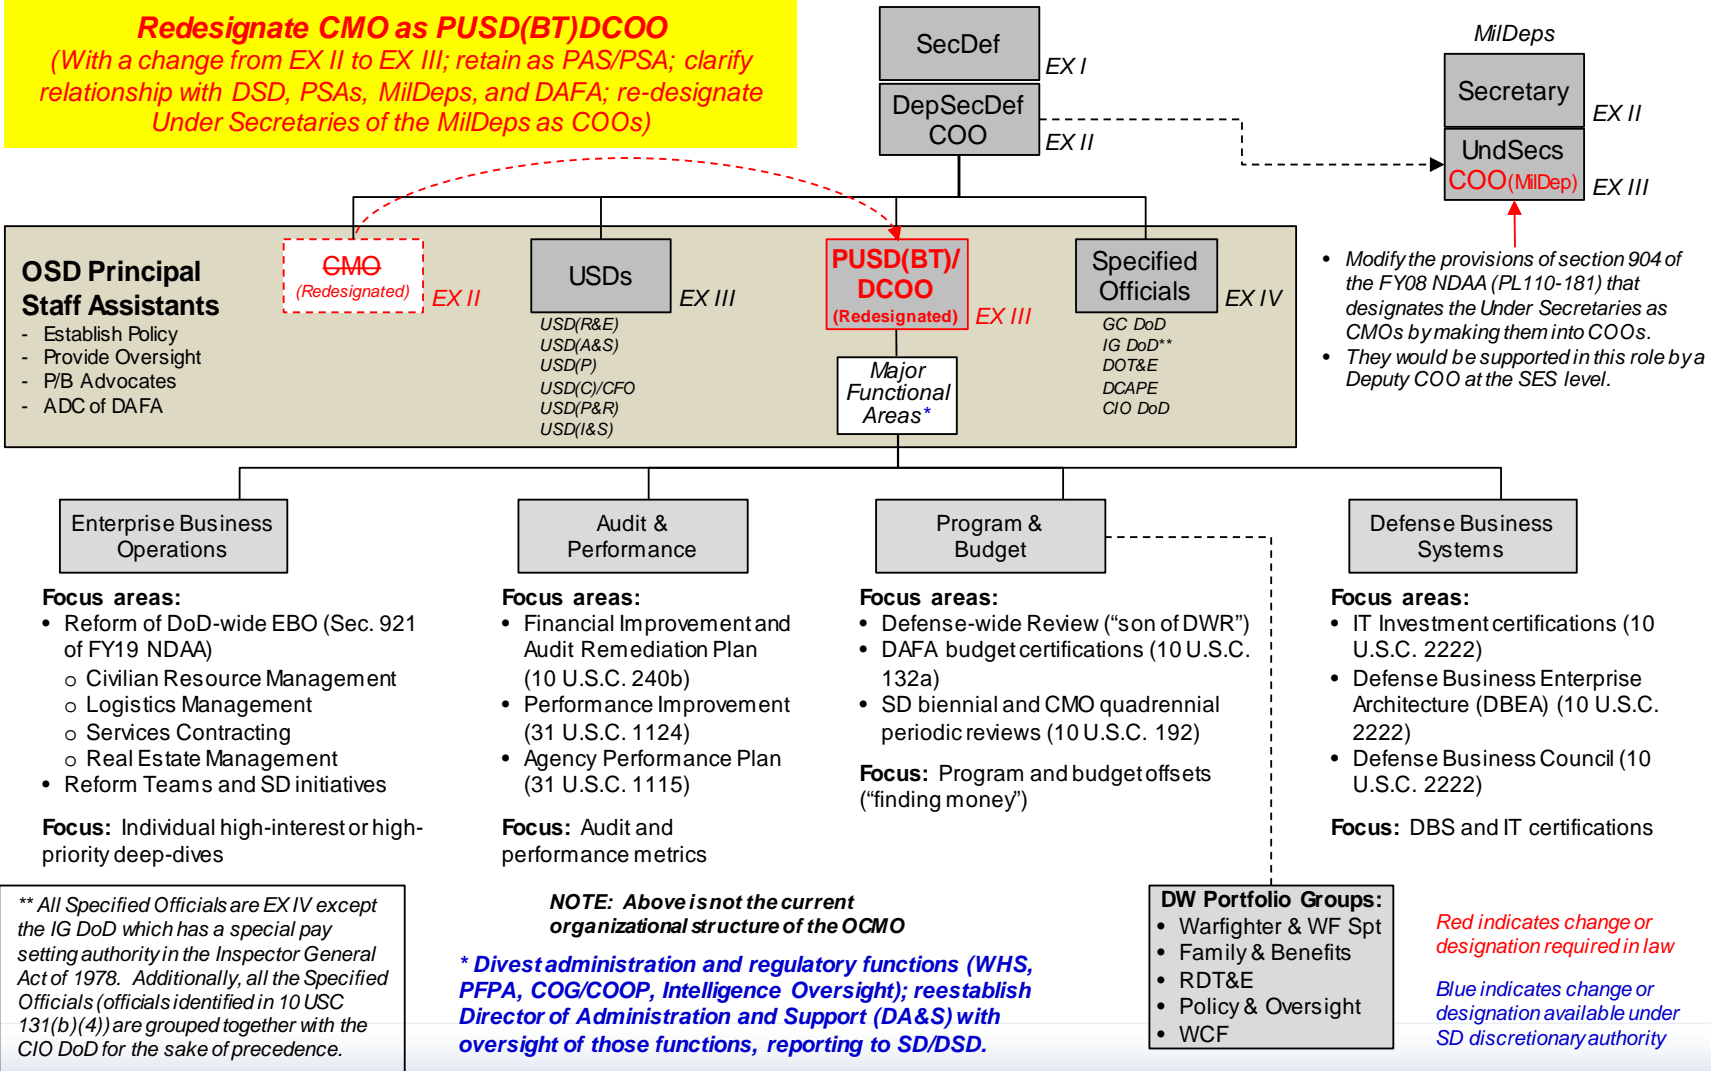 Redesignate CMO as PUSD(BT)DCOO
(With a change from EX II to EX III; retain as PAS/PSA; clarify
relationship with DSD, PSAs, MilDeps, and DAFA; re-designate
Under Secretaries of the MilDeps as COOs)
SecDef
EX I
DepSecDef
COO
EX II
MilDeps
Secretary
EX II
UndSecs
COO(MilDep)
EX III
OSD Principal
Staff Assistants
- Establish Policy
- Provide Oversight
- P/B Advocates
- ADC of DAFA
CMO
(Redesignated)
EX II
USDs
EX III
USD(R&E)
USD(A&S)
USD(P)
USD(C)/CFO
USD(P&R)
USD(I&S)
PUSD(BT)/
DCOO
(Redesignated)
EX III
Major
Functional
Areas*
Specified
Officials
EX IV
GC DoD
IG DoD**
DOT&E
DCAPE
CIO DoD
• Modify the provisions of section 904 of
the FY08 NDAA (PL110-181) that
designates the Under Secretaries as
CMOs by making them into COOs.
• They would be supported in this role by a
Deputy COO at the SES level.
Enterprise Business
Operations
Focus areas:
• Reform of DoD-wide EBO (Sec. 921
of FY19 NDAA)
o Civilian Resource Management
o Logistics Management
o Services Contracting
o Real Estate Management
• Reform Teams and SD initiatives
Focus: Individual high-interest or high-
priority deep-dives
Audit &
Performance
Focus areas:
• Financial Improvement and
Audit Remediation Plan
(10 U.S.C. 240b)
• Performance Improvement
(31 U.S.C. 1124)
• Agency Performance Plan
(31 U.S.C. 1115)
Focus: Audit and
performance metrics
Program &
Budget
Focus areas:
• Defense-wide Review (“son of DWR”)
• DAFA budget certifications (10 U.S.C.
132a)
• SD biennial and CMO quadrennial
periodic reviews (10 U.S.C. 192)
Focus: Program and budget offsets
(“finding money”)
Defense Business
Systems
Focus areas:
• IT Investment certifications (10
U.S.C. 2222)
• Defense Business Enterprise
Architecture (DBEA) (10 U.S.C.
2222)
• Defense Business Council (10
U.S.C. 2222)
Focus: DBS and IT certifications
** All Specified Officials are EX IV except
the IG DoD which has a special pay
setting authority in the Inspector General
Act of 1978. Additionally, all the Specified
Officials (officials identified in 10 USC
131(b)(4)) are grouped together with the
CIO DoD for the sake of precedence.
NOTE: Above is not the current
organizational structure of the OCMO
* Divest administration and regulatory functions (WHS,
PFPA, COG/COOP, Intelligence Oversight); reestablish
Director of Administration and Support (DA&S) with
oversight of those functions, reporting to SD/DSD.
DW Portfolio Groups:
• Warfighter & WF Spt
• Family & Benefits
• RDT&E
• Policy & Oversight
• WCF
Red indicates change or
designation required in law
Blue indicates change or
designation available under
SD discretionary authority